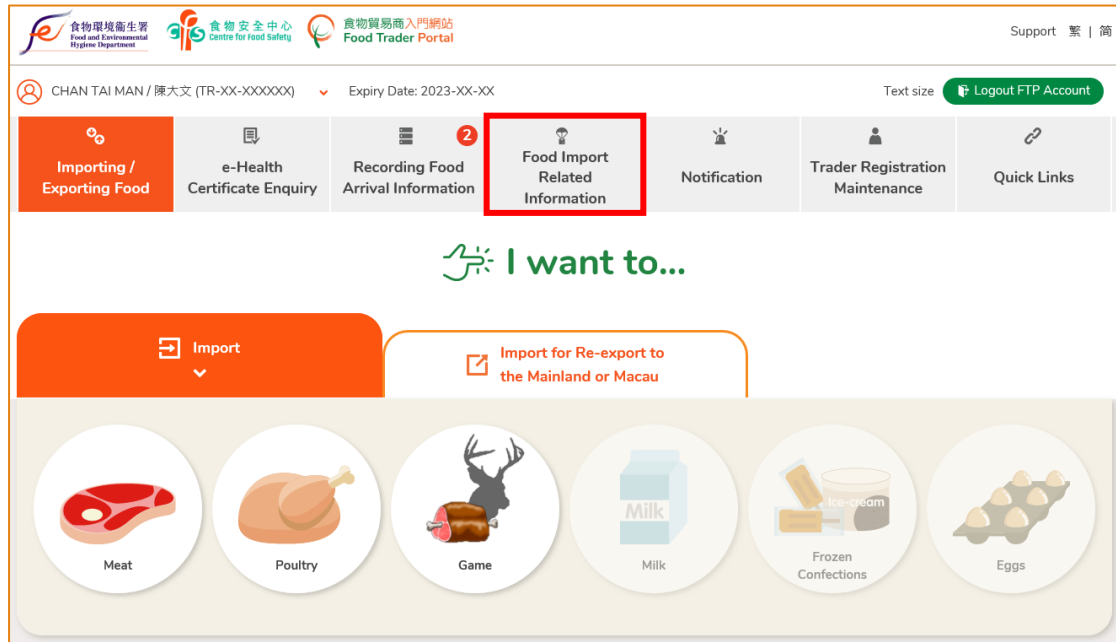 食物環境衞生署
Food and Environmental
Hygiene Department
食物安全中心
Centre for Food Safety
食物貿易商入門網站
Food Trader Portal
Support 繁 | 简
CHAN TAI MAN / 陳大文 (TR-XX-XXXXXX)
Expiry Date: 2023-XX-XX
Text size
Logout FTP Account
Importing /
Exporting Food
e-Health
Certificate Enquiry
2
Recording Food
Arrival Information
Food Import
Related
Information
Notification
Trader Registration
Maintenance
Quick Links
I want to...
Import
Import for Re-export to
the Mainland or Macau
Meat
Poultry
Game
Milk
Milk
Ice-cream
Frozen
Confections
Eggs